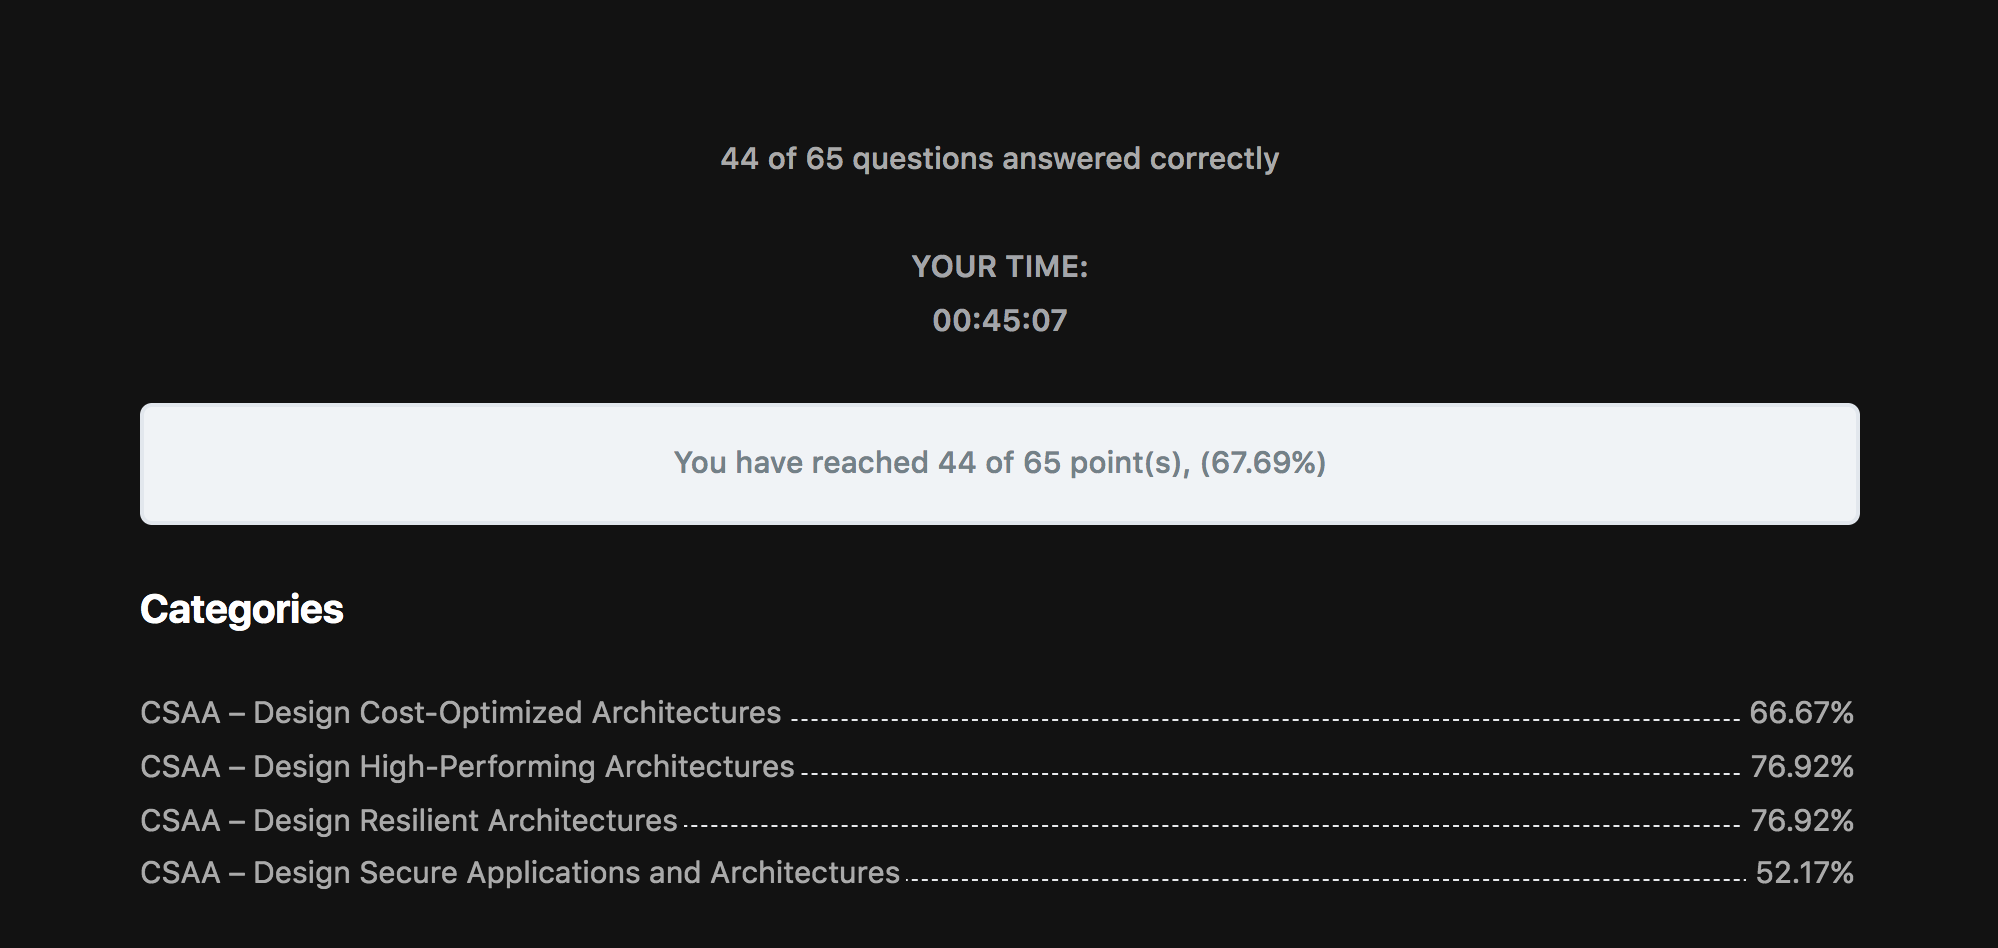 44 of 65 questions answered correctly
YOUR TIME:
00:45:07
You have reached 44 of 65 point(s), (67.69%)
Categories
CSAA – Design Cost-Optimized Architectures 66.67%
CSAA – Design High-Performing Architectures 76.92%
CSAA – Design Resilient Architectures 76.92%
CSAA – Design Secure Applications and Architectures 52.17%